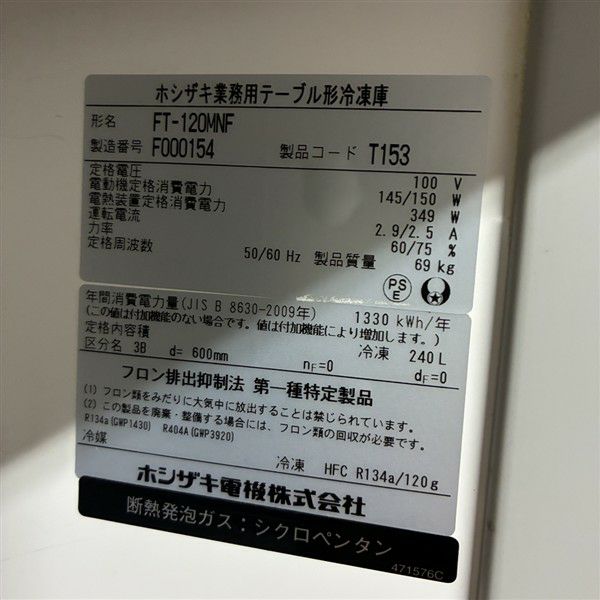 ホシザキ業務用テーブル形冷凍庫
形名 FT-120MNF
製造番号 F000154 製品コード T153
定格電圧 100 V
電動機定格消費電力 145/150 W
電熱装置定格消費電力 349 W
運転電流 2.9/2.5 A
力率 60/75 %
定格周波数 50/60 Hz 製品質量 69 kg
PSE
年間消費電力量(JIS B 8630-2009年) 1330 kWh/年
(この値は付加機能のない場合です。値は付加機能により増加します。)
定格内容積 冷凍 240 L
区分名 3B d= 600mm nF=0 dF=0
フロン排出抑制法 第一種特定製品
(1) フロン類をみだりに大気中に放出することは禁じられています。
(2) この製品を廃棄・整備する場合には、フロン類の回収が必要です。
R134a(GWP1430) R404A(GWP3920)
冷媒 冷凍 HFC R134a/120g
ホシザキ電機株式会社
断熱発泡ガス：シクロペンタン
471576C